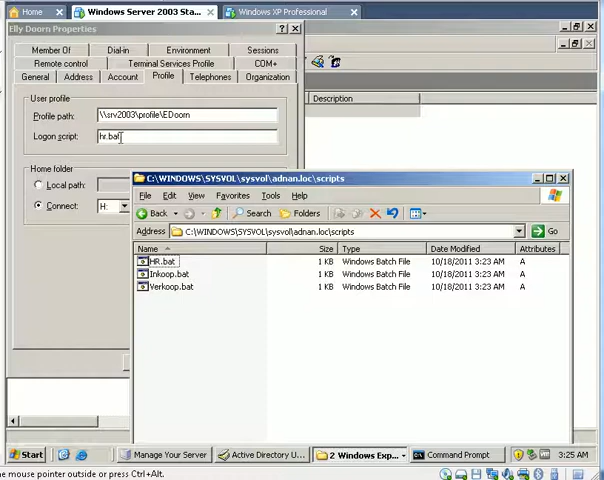 Home
Windows Server 2003 Sta...
Windows XP Professional
Elly Doorn Properties
Member Of
Dial-in
Environment
Sessions
Remote control
Terminal Services Profile
COM+
General
Address
Account
Profile
Telephones
Organization
Description
User profile
Profile path:
\\srv2003\profile\EDoorn
Logon script:
hr.bat
Home folder
Local path:
Connect:
H:
C:\WINDOWS\SYSVOL\sysvol\adnan.loc\scripts
File Edit View Favorites Tools Help
Back
Search
Folders
Address
C:\WINDOWS\SYSVOL\sysvol\adnan.loc\scripts
Go
Name Size Type Date Modified Attributes
HR.bat 1 KB Windows Batch File 10/18/2011 3:23 AM A
Inkoop.bat 1 KB Windows Batch File 10/18/2011 3:23 AM A
Verkoop.bat 1 KB Windows Batch File 10/18/2011 3:23 AM A
Start
Manage Your Server
Active Directory U...
2 Windows Exp...
Command Prompt
3:25 AM
he mouse pointer outside or press Ctrl+Alt.